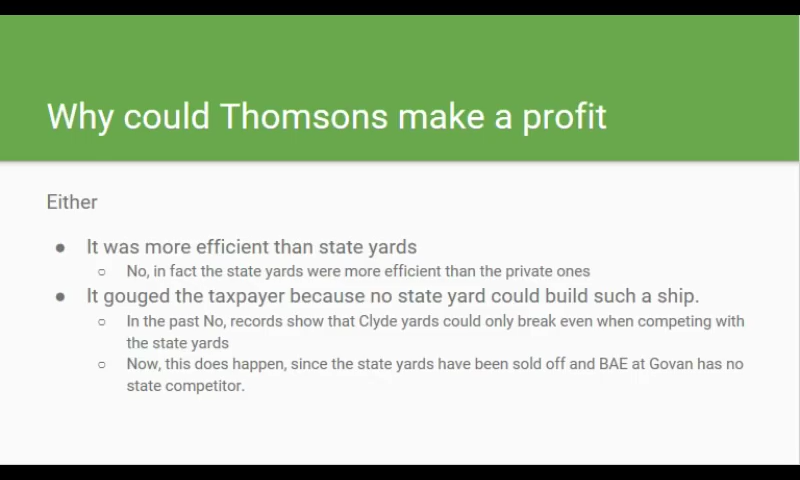 Why could Thomsons make a profit
Either
● It was more efficient than state yards
○ No, in fact the state yards were more efficient than the private ones
● It gouged the taxpayer because no state yard could build such a ship.
○ In the past No, records show that Clyde yards could only break even when competing with
the state yards
○ Now, this does happen, since the state yards have been sold off and BAE at Govan has no
state competitor.